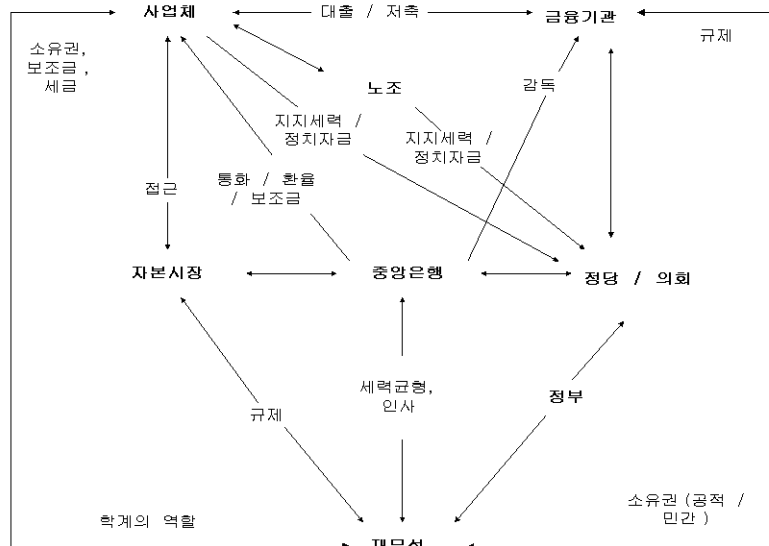 사업체
대출 / 저축
금융기관
소유권,
보조금 ,
세금
규제
노조
감독
지지세력 /
정치자금
지지세력 /
정치자금
통화 / 환율
/ 보조금
접근
자본시장
중앙은행
정당 / 의회
세력균형,
인사
정부
규제
소유권 (공적 /
민간 )
학계의 역할